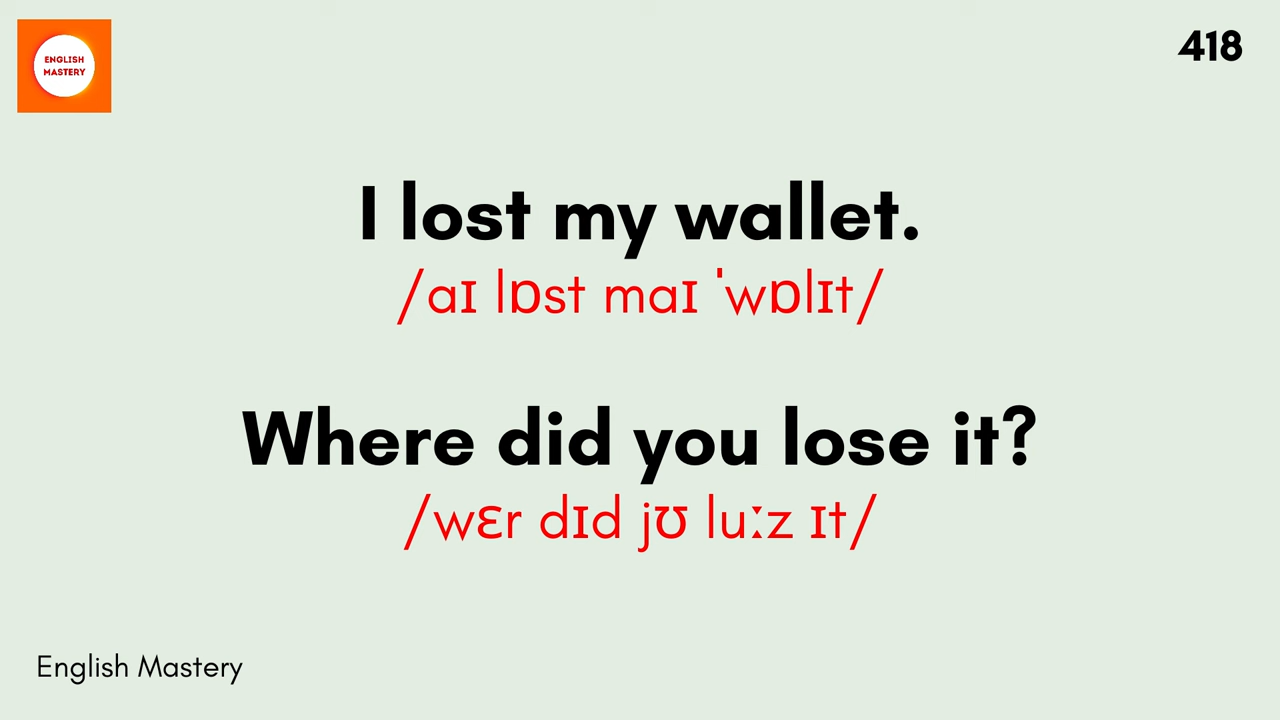 ENGLISH
MASTERY
418
I lost my wallet.
/aɪ lɒst maɪ ˈwɒlɪt/
Where did you lose it?
/wɛr dɪd jʊ luːz ɪt/
English Mastery